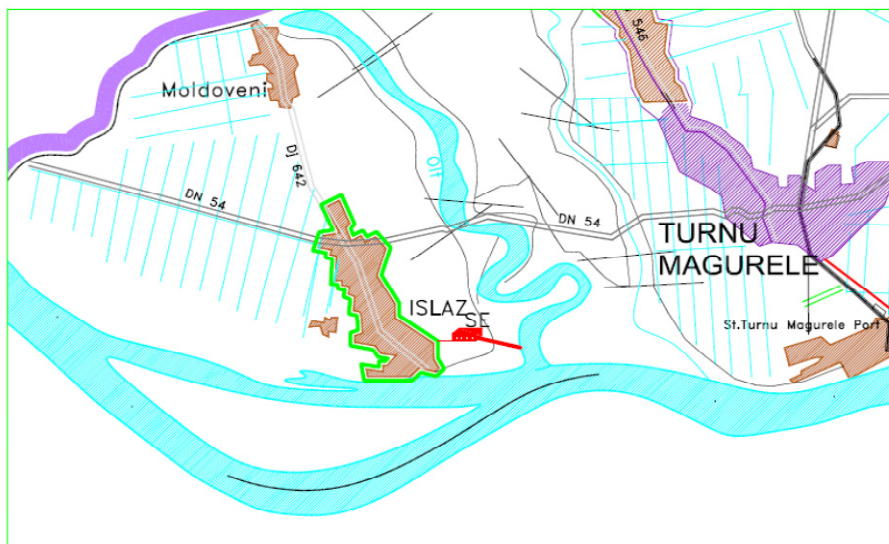 546
Moldoveni
Dj 642
Olt
DN 54
DN 54
TURNU
MAGURELE
ISLAZ
SE
St.Turnu Magurele Port